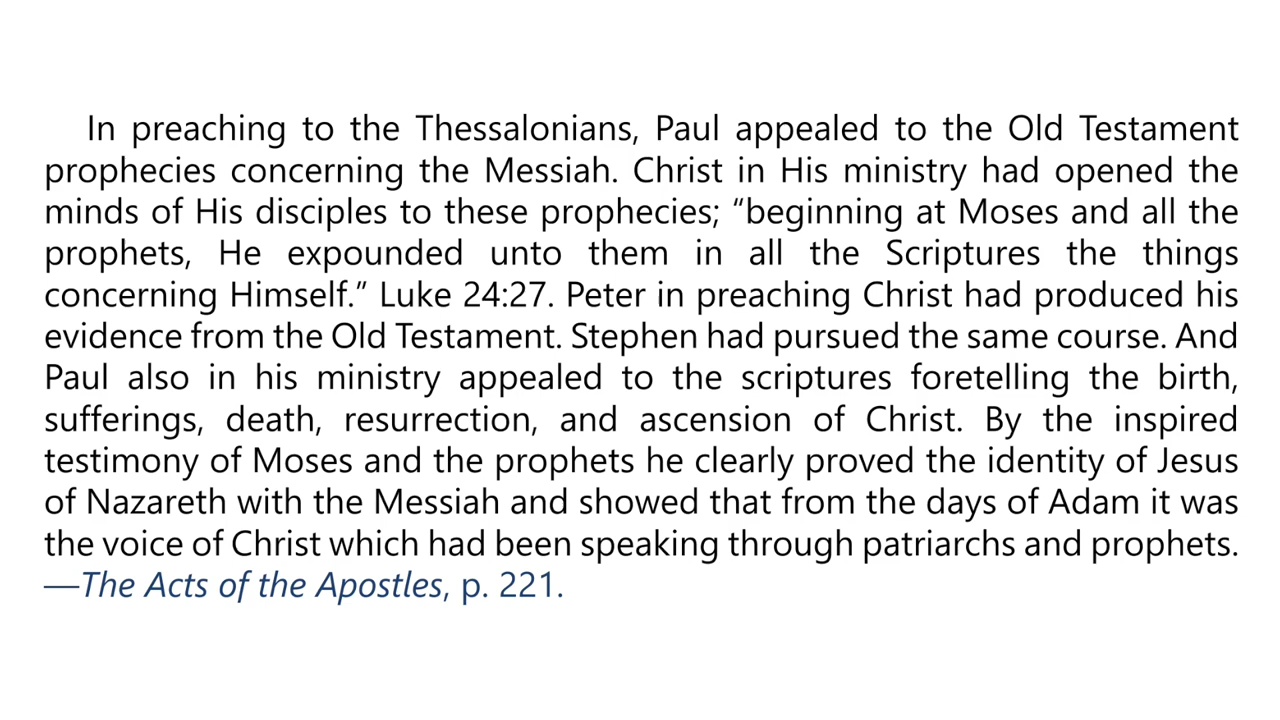 In preaching to the Thessalonians, Paul appealed to the Old Testament
prophecies concerning the Messiah. Christ in His ministry had opened the
minds of His disciples to these prophecies; “beginning at Moses and all the
prophets, He expounded unto them in all the Scriptures the things
concerning Himself.” Luke 24:27. Peter in preaching Christ had produced his
evidence from the Old Testament. Stephen had pursued the same course. And
Paul also in his ministry appealed to the scriptures foretelling the birth,
sufferings, death, resurrection, and ascension of Christ. By the inspired
testimony of Moses and the prophets he clearly proved the identity of Jesus
of Nazareth with the Messiah and showed that from the days of Adam it was
the voice of Christ which had been speaking through patriarchs and prophets.
—The Acts of the Apostles, p. 221.